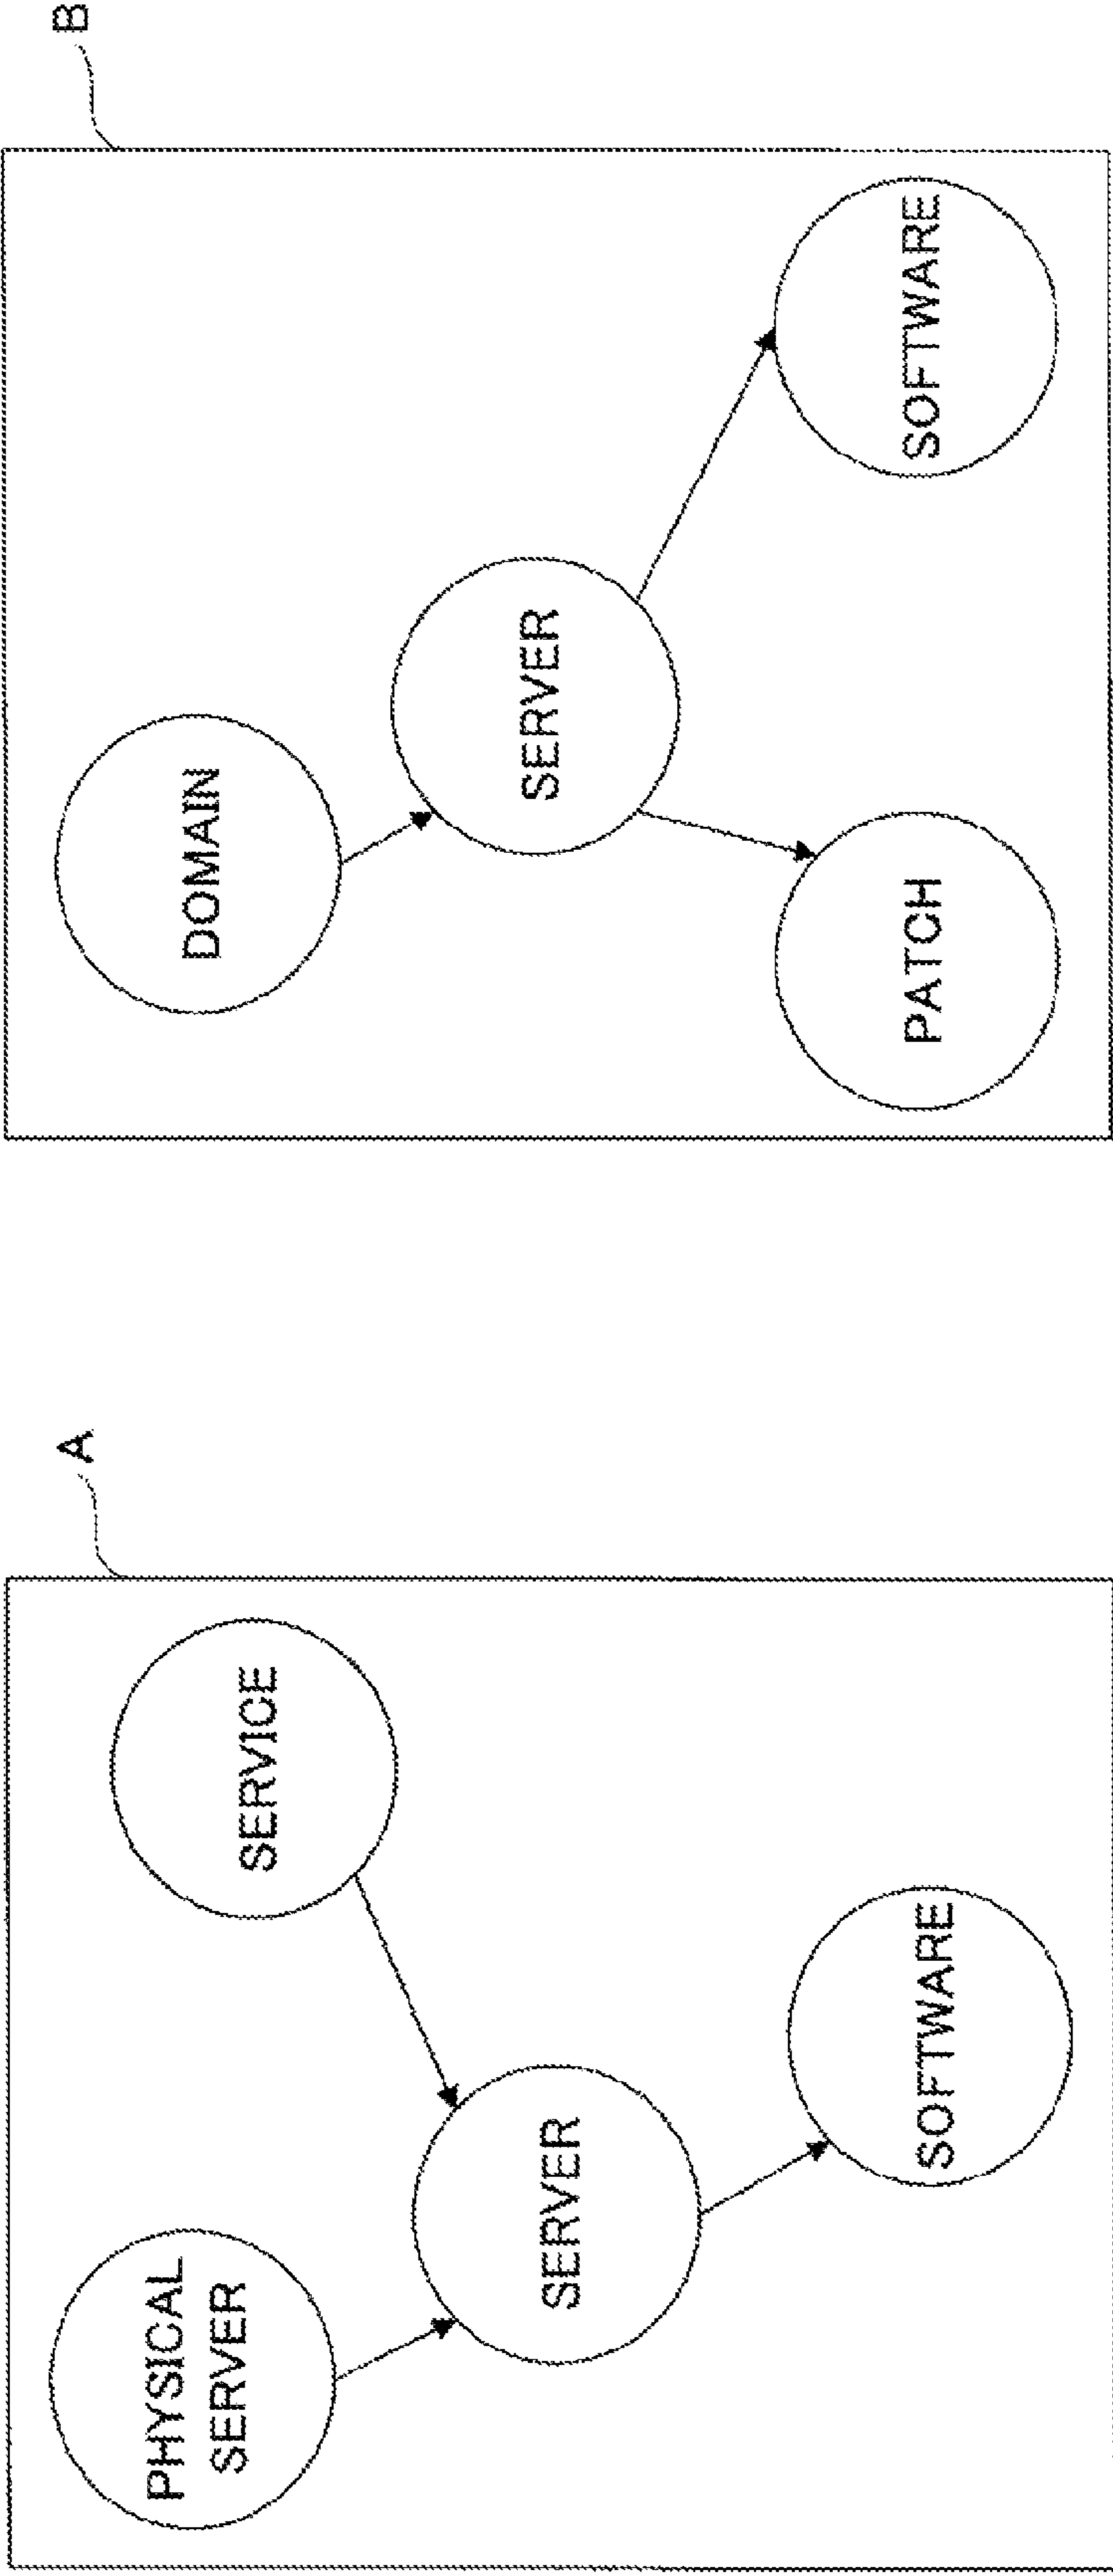 A
PHYSICAL
SERVER
SERVICE
SERVER
SOFTWARE
B
DOMAIN
SERVER
PATCH
SOFTWARE